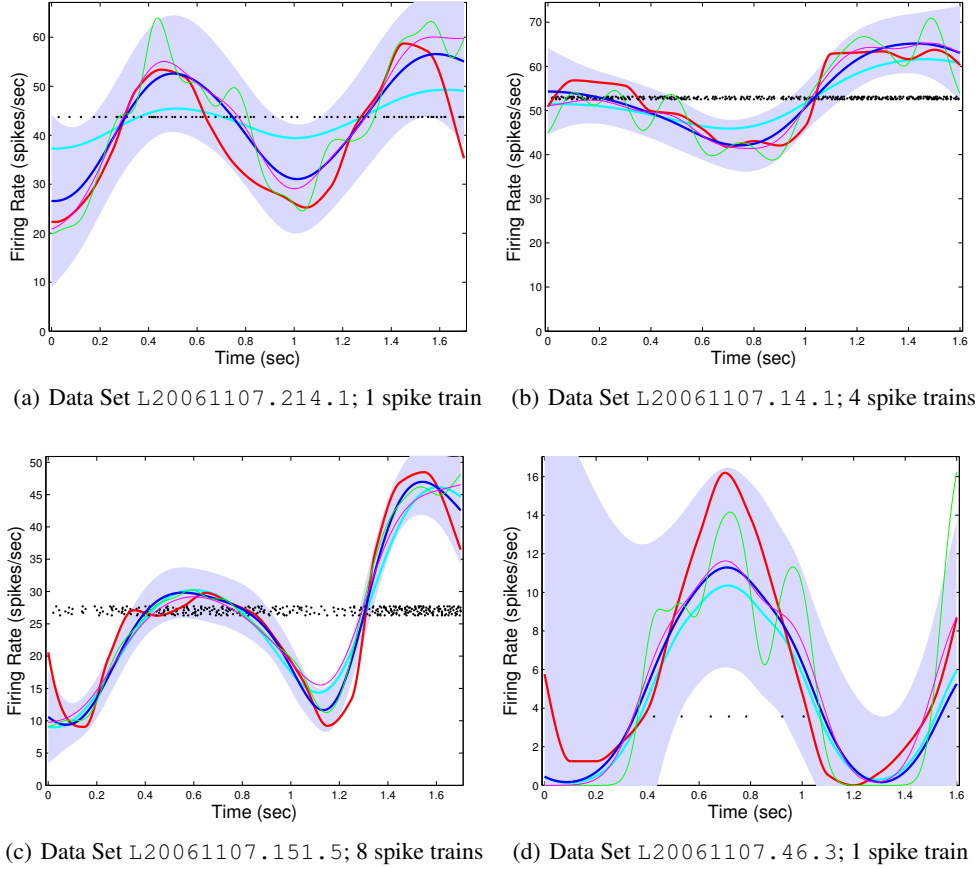 60
50
40
30
20
10
0
Firing Rate (spikes/sec)
0 0.2 0.4 0.6 0.8 1 1.2 1.4 1.6
Time (sec)
(a) Data Set L20061107.214.1; 1 spike train
70
60
50
40
30
20
10
0
Firing Rate (spikes/sec)
0 0.2 0.4 0.6 0.8 1 1.2 1.4 1.6
Time (sec)
(b) Data Set L20061107.14.1; 4 spike trains
50
45
40
35
30
25
20
15
10
5
0
Firing Rate (spikes/sec)
0 0.2 0.4 0.6 0.8 1 1.2 1.4 1.6
Time (sec)
(c) Data Set L20061107.151.5; 8 spike trains
16
14
12
10
8
6
4
2
0
Firing Rate (spikes/sec)
0 0.2 0.4 0.6 0.8 1 1.2 1.4 1.6
Time (sec)
(d) Data Set L20061107.46.3; 1 spike train